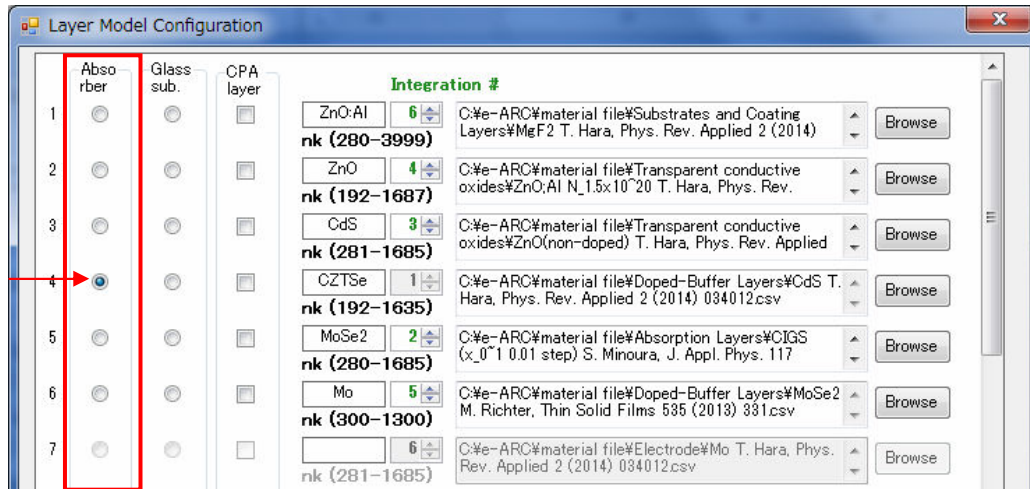 Layer Model Configuration
Abso
rber
Glass
sub.
CPA
layer
Integration #
1
ZnO:Al
6
C:¥e-ARC¥material file¥Substrates and Coating
Layers¥MgF2 T. Hara, Phys. Rev. Applied 2 (2014)
Browse
nk (280-3999)
2
ZnO
4
C:¥e-ARC¥material file¥Transparent conductive
oxides¥ZnO;Al N_1.5x10^20 T. Hara, Phys. Rev.
Browse
nk (192-1687)
3
CdS
3
C:¥e-ARC¥material file¥Transparent conductive
oxides¥ZnO(non-doped) T. Hara, Phys. Rev. Applied
Browse
nk (281-1685)
4
CZTSe
1
C:¥e-ARC¥material file¥Doped-Buffer Layers¥CdS T.
Hara, Phys. Rev. Applied 2 (2014) 034012.csv
Browse
nk (192-1635)
5
MoSe2
2
C:¥e-ARC¥material file¥Absorption Layers¥CIGS
(x_0~1 0.01 step) S. Minoura, J. Appl. Phys. 117
Browse
nk (280-1685)
6
Mo
5
C:¥e-ARC¥material file¥Doped-Buffer Layers¥MoSe2
M. Richter, Thin Solid Films 535 (2013) 331.csv
Browse
nk (300-1300)
7
6
C:¥e-ARC¥material file¥Electrode¥Mo T. Hara, Phys.
Rev. Applied 2 (2014) 034012.csv
Browse
nk (281-1685)